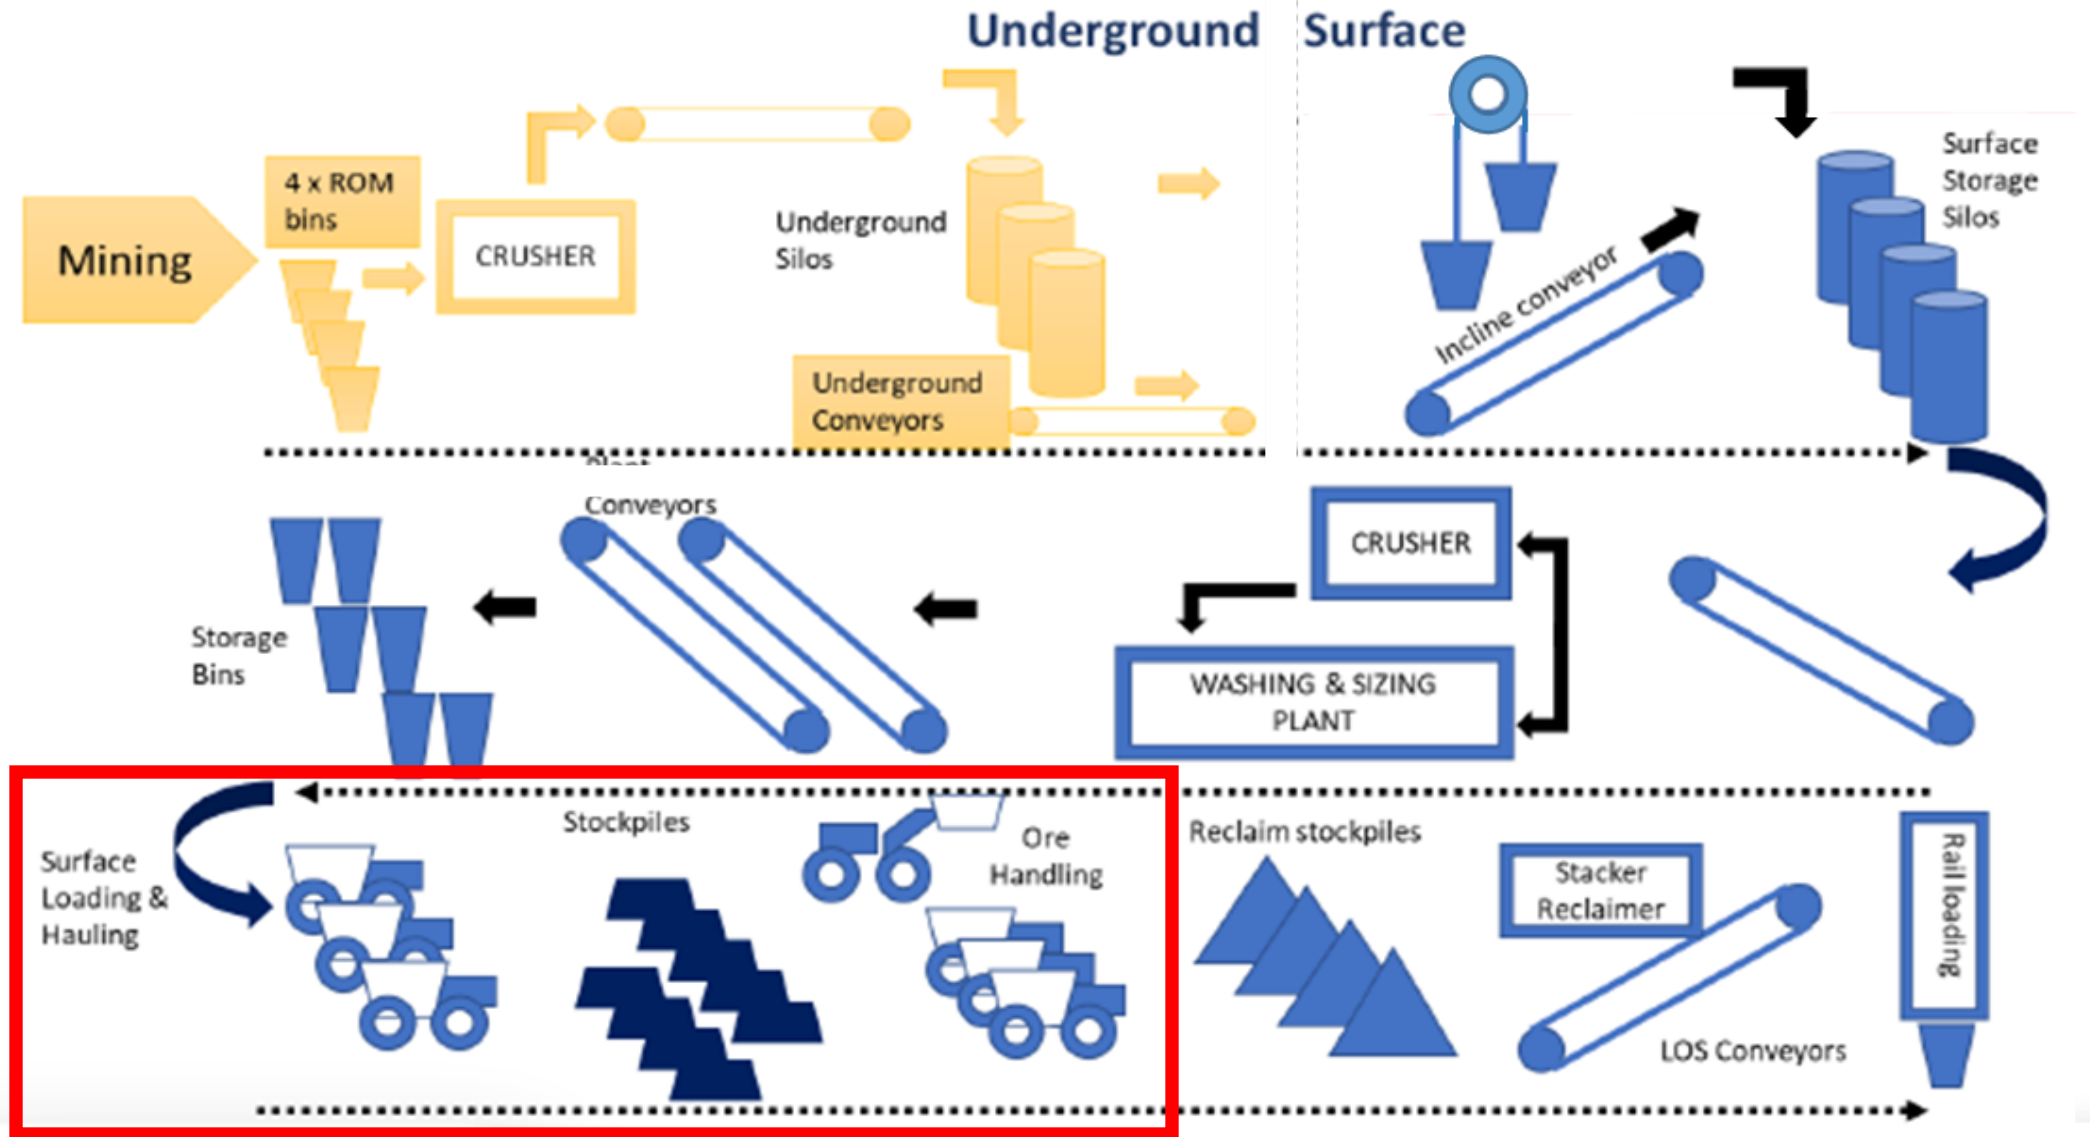 Underground
Surface
4 x ROM
bins
Mining
CRUSHER
Underground
Silos
Underground
Conveyors
Incline conveyor
Surface
Storage
Silos
Plant
Conveyors
Storage
Bins
CRUSHER
WASHING & SIZING
PLANT
Surface
Loading &
Hauling
Stockpiles
Ore
Handling
Reclaim stockpiles
Stacker
Reclaimer
LOS Conveyors
Rail loading